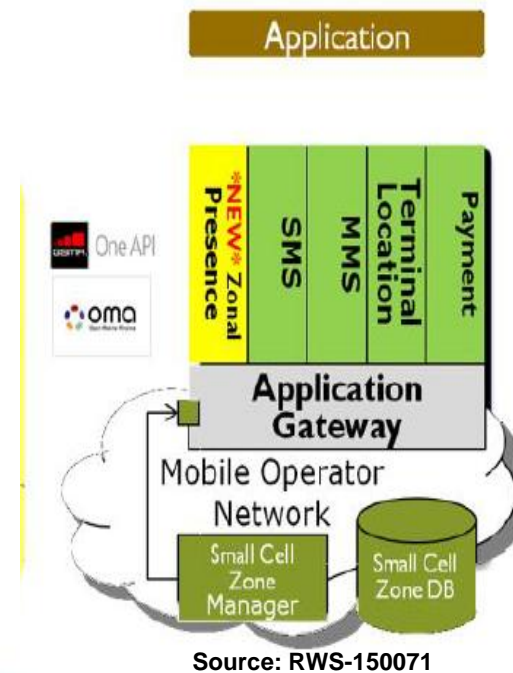 Application
*NEW* Zonal
Presence
SMS
MMS
Terminal
Location
Payment
One API
oma
Application
Gateway
Mobile Operator
Network
Small Cell
Zone
Manager
Small Cell
Zone DB
Source: RWS-150071